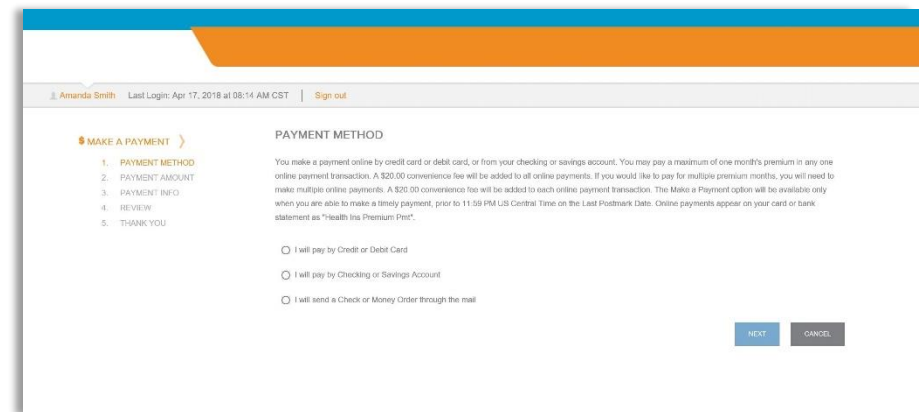 Amanda Smith Last Login: Apr 17, 2018 at 08:14 AM CST Sign out
$ MAKE A PAYMENT
1. PAYMENT METHOD
2. PAYMENT AMOUNT
3. PAYMENT INFO
4. REVIEW
5. THANK YOU
PAYMENT METHOD
You make a payment online by credit card or debit card, or from your checking or savings account. You may pay a maximum of one month's premium in any one
online payment transaction. A $20.00 convenience fee will be added to all online payments. If you would like to pay for multiple premium months, you will need to
make multiple online payments. A $20.00 convenience fee will be added to each online payment transaction. The Make a Payment option will be available only
when you are able to make a timely payment, prior to 11:59 PM US Central Time on the Last Postmark Date. Online payments appear on your card or bank
statement as "Health Ins Premium Pmt".
I will pay by Credit or Debit Card
I will pay by Checking or Savings Account
I will send a Check or Money Order through the mail
NEXT CANCEL